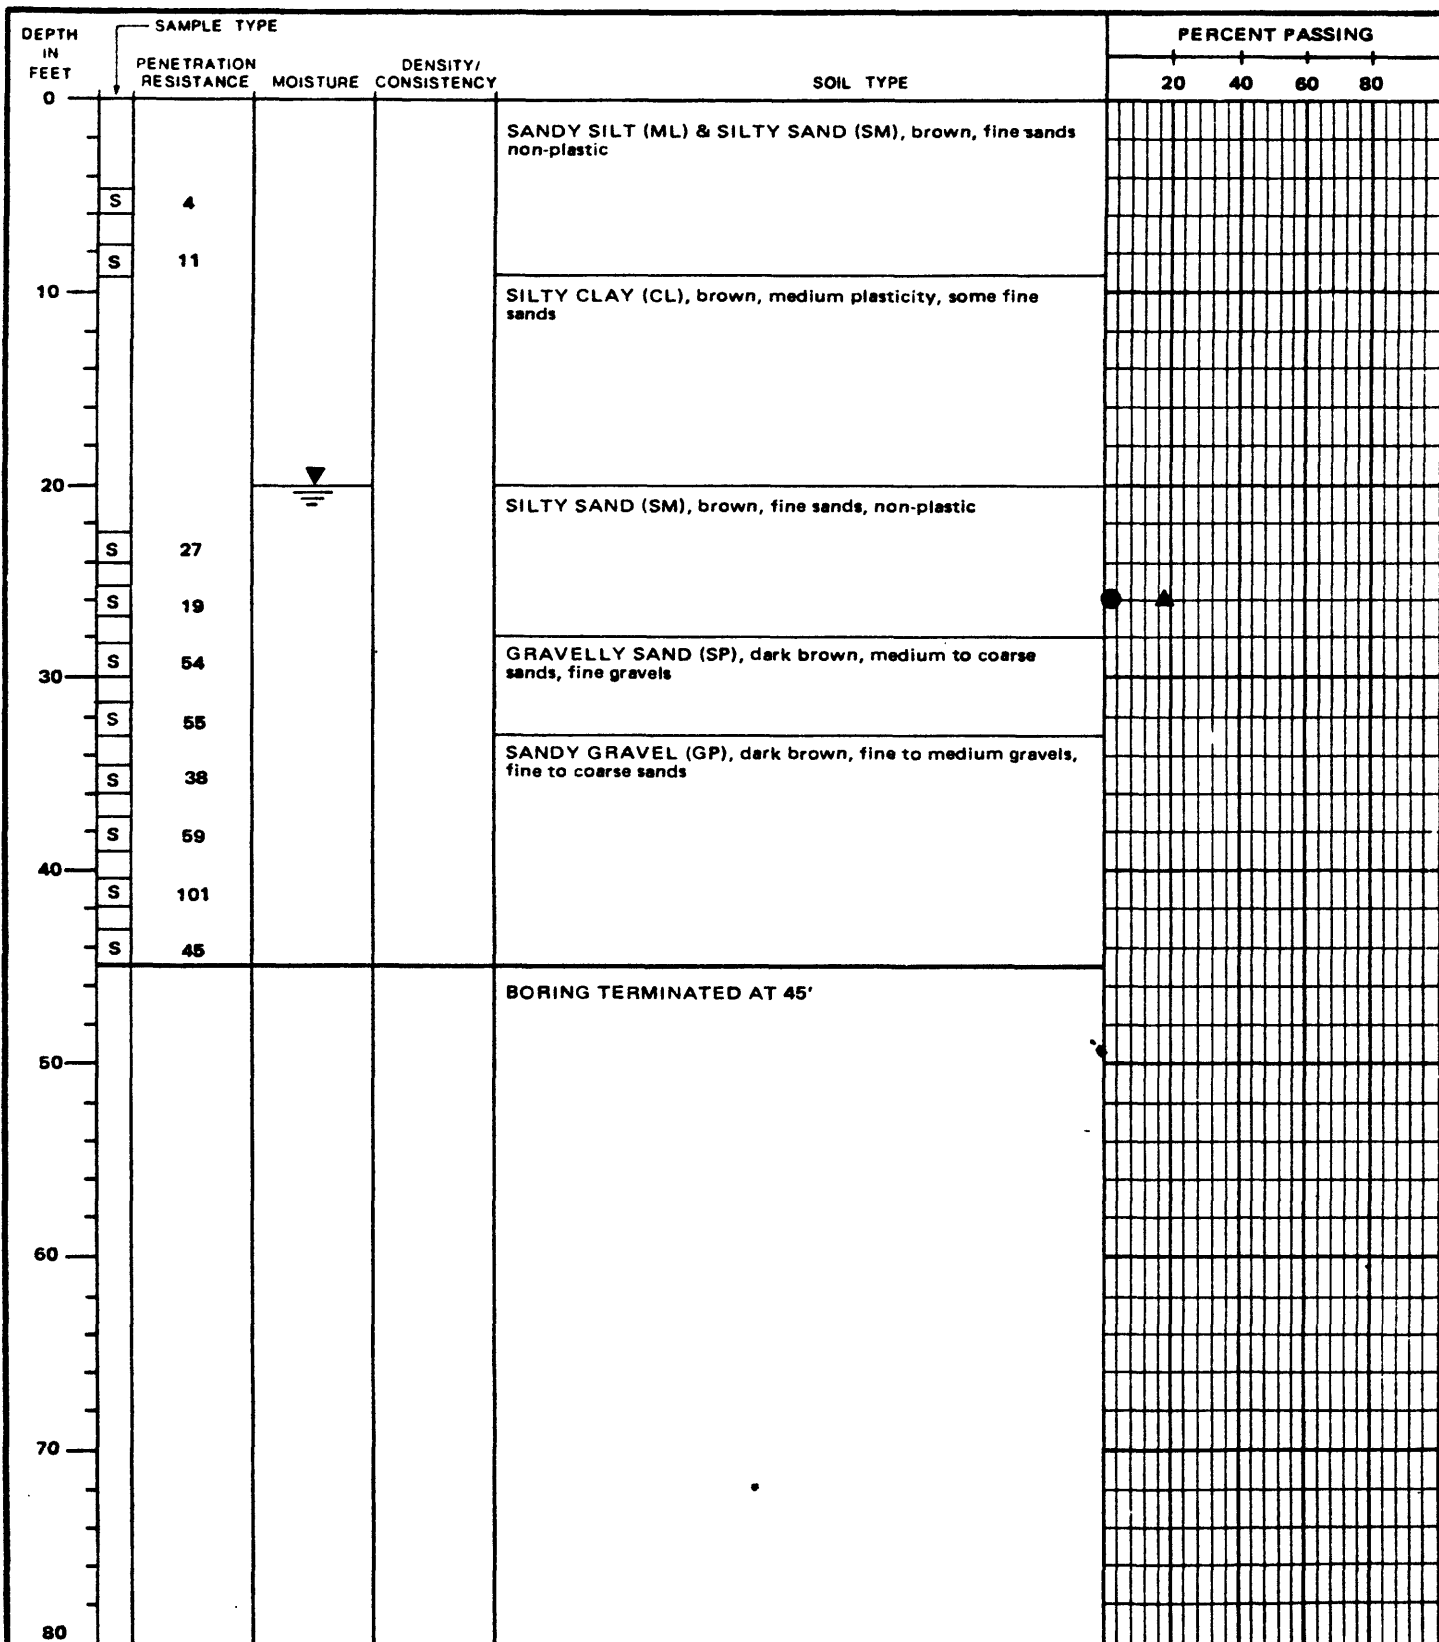 SAMPLE TYPE
DEPTH
IN
FEET
PENETRATION
RESISTANCE
MOISTURE
DENSITY/
CONSISTENCY
SOIL TYPE
PERCENT PASSING
20 40 60 80
0
SANDY SILT (ML) & SILTY SAND (SM), brown, fine sands
non-plastic
S 4
S 11
10
SILTY CLAY (CL), brown, medium plasticity, some fine
sands
20
SILTY SAND (SM), brown, fine sands, non-plastic
S 27
S 19
GRAVELLY SAND (SP), dark brown, medium to coarse
sands, fine gravels
S 54
30
S 55
SANDY GRAVEL (GP), dark brown, fine to medium gravels,
fine to coarse sands
S 38
S 59
40
S 101
S 45
BORING TERMINATED AT 45'
50
60
70
80